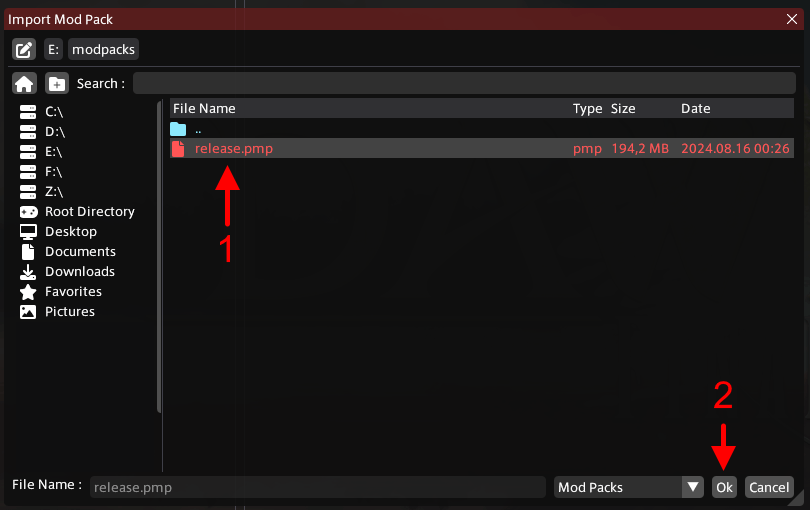 Import Mod Pack
E: modpacks
Search :
File Name Type Size Date
C:\
..
D:\
release.pmp pmp 194,2 MB 2024.08.16 00:26
E:\
F:\
Z:\
Root Directory
Desktop
Documents
Downloads
Favorites
Pictures
1
2
File Name : release.pmp Mod Packs Ok Cancel